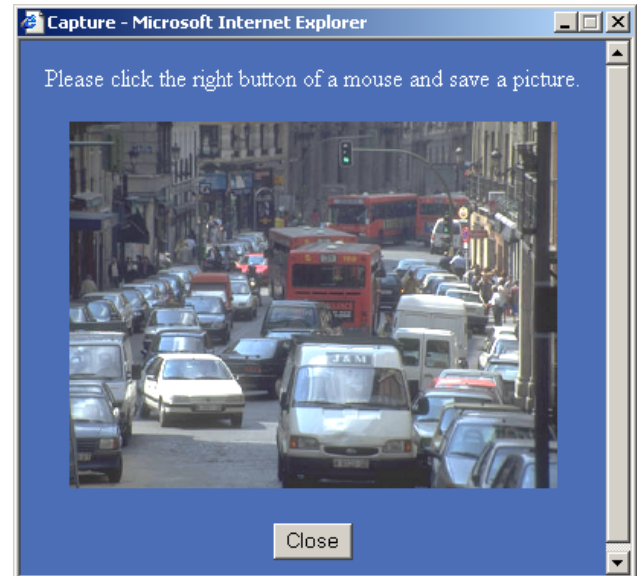 Capture - Microsoft Internet Explorer
Please click the right button of a mouse and save a picture.
J&M
Close